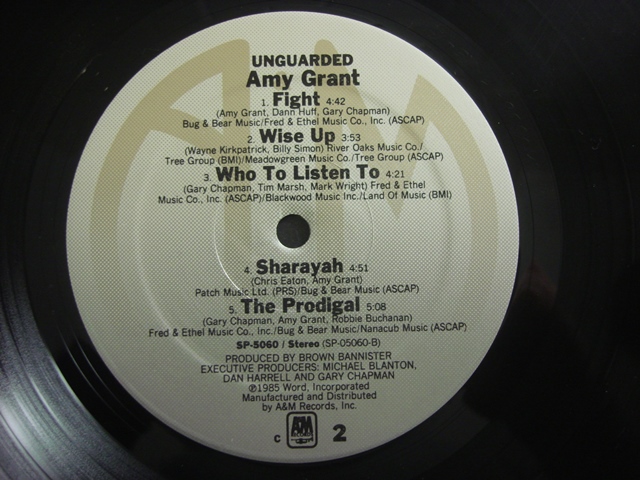 UNGUARDED
Amy Grant
1. Fight 4:42
(Amy Grant, Dann Huff, Gary Chapman)
Bug & Bear Music/Fred & Ethel Music Co., Inc. (ASCAP)
2. Wise Up 3:53
(Wayne Kirkpatrick, Billy Simon) River Oaks Music Co./
Tree Group (BMI)/Meadowgreen Music Co./Tree Group (ASCAP)
3. Who To Listen To 4:21
(Gary Chapman, Tim Marsh, Mark Wright) Fred & Ethel
Music Co., Inc. (ASCAP)/Blackwood Music Inc./Land Of Music (BMI)
4. Sharayah 4:51
(Chris Eaton, Amy Grant)
Patch Music Ltd. (PRS)/Bug & Bear Music (ASCAP)
5. The Prodigal 5:08
(Gary Chapman, Amy Grant, Robbie Buchanan)
Fred & Ethel Music Co., Inc./Bug & Bear Music/Nanacub Music (ASCAP)
SP-5060 / Stereo (SP-05060-B)
PRODUCED BY BROWN BANNISTER
EXECUTIVE PRODUCERS: MICHAEL BLANTON,
DAN HARRELL AND GARY CHAPMAN
℗1985 Word, Incorporated
Manufactured and Distributed
by A&M Records, Inc.
C A&M RECORDS 2